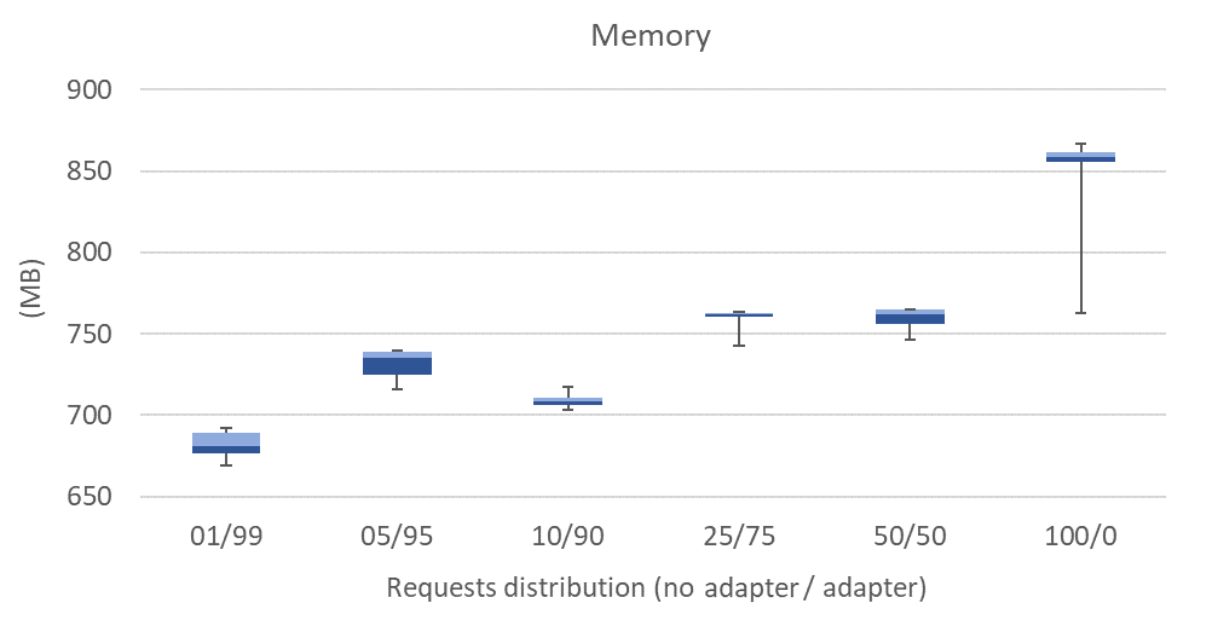 Memory
900
850
800
750
700
650
(MB)
01/99 05/95 10/90 25/75 50/50 100/0
Requests distribution (no adapter / adapter)